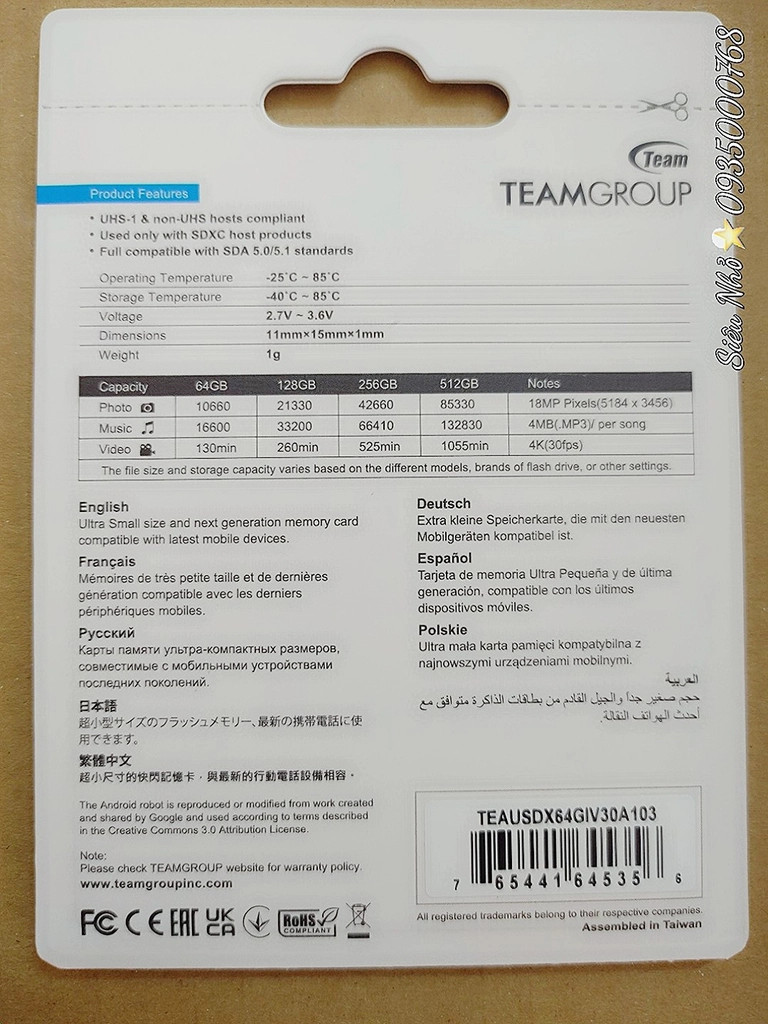 Team
TEAMGROUP
Siêu Nhỏ⭐0935000768
Product Features
• UHS-1 & non-UHS hosts compliant
• Used only with SDXC host products
• Full compatible with SDA 5.0/5.1 standards
Operating Temperature -25°C ~ 85°C
Storage Temperature -40°C ~ 85°C
Voltage 2.7V ~ 3.6V
Dimensions 11mm×15mm×1mm
Weight 1g
Capacity 64GB 128GB 256GB 512GB Notes
Photo 10660 21330 42660 85330 18MP Pixels(5184 x 3456)
Music 16600 33200 66410 132830 4MB(.MP3)/ per song
Video 130min 260min 525min 1055min 4K(30fps)
The file size and storage capacity varies based on the different models, brands of flash drive, or other settings.
English
Ultra Small size and next generation memory card
compatible with latest mobile devices.
Français
Mémoires de très petite taille et de dernières
génération compatible avec les derniers
périphériques mobiles.
Русский
Карты памяти ультра-компактных размеров,
совместимые с мобильными устройствами
последних поколений.
日本語
超小型サイズのフラッシュメモリー、最新の携帯電話に使
用できます。
繁體中文
超小尺寸的快閃記憶卡，與最新的行動電話設備相容。
Deutsch
Extra kleine Speicherkarte, die mit den neuesten
Mobilgeräten kompatibel ist.
Español
Tarjeta de memoria Ultra Pequeña y de última
generación, compatible con los últimos
dispositivos móviles.
Polskie
Ultra mała karta pamięci kompatybilna z
najnowszymi urządzeniami mobilnymi.
العربية
حجم صغير جداً والجيل القادم من بطاقات الذاكرة متوافق مع
أحدث الهواتف النقالة.
The Android robot is reproduced or modified from work created
and shared by Google and used according to terms described
in the Creative Commons 3.0 Attribution License.
Note:
Please check TEAMGROUP website for warranty policy.
www.teamgroupinc.com
FC CE EAC UK
CA
RoHS
COMPLIANT
TEAUSDX64GIV30A103
7 65441 64535 6
All registered trademarks belong to their respective companies.
Assembled in Taiwan